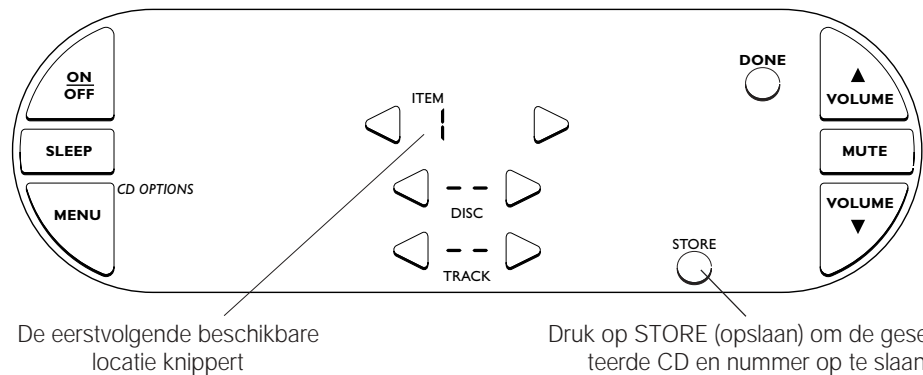 ON
OFF
SLEEP
MENU
CD OPTIONS
ITEM
1
-- 
DISC
-- 
TRACK
DONE
STORE
VOLUME
MUTE
VOLUME
De eerstvolgende beschikbare
locatie knippert
Druk op STORE (opslaan) om de gese
teerde CD en nummer op te slaan